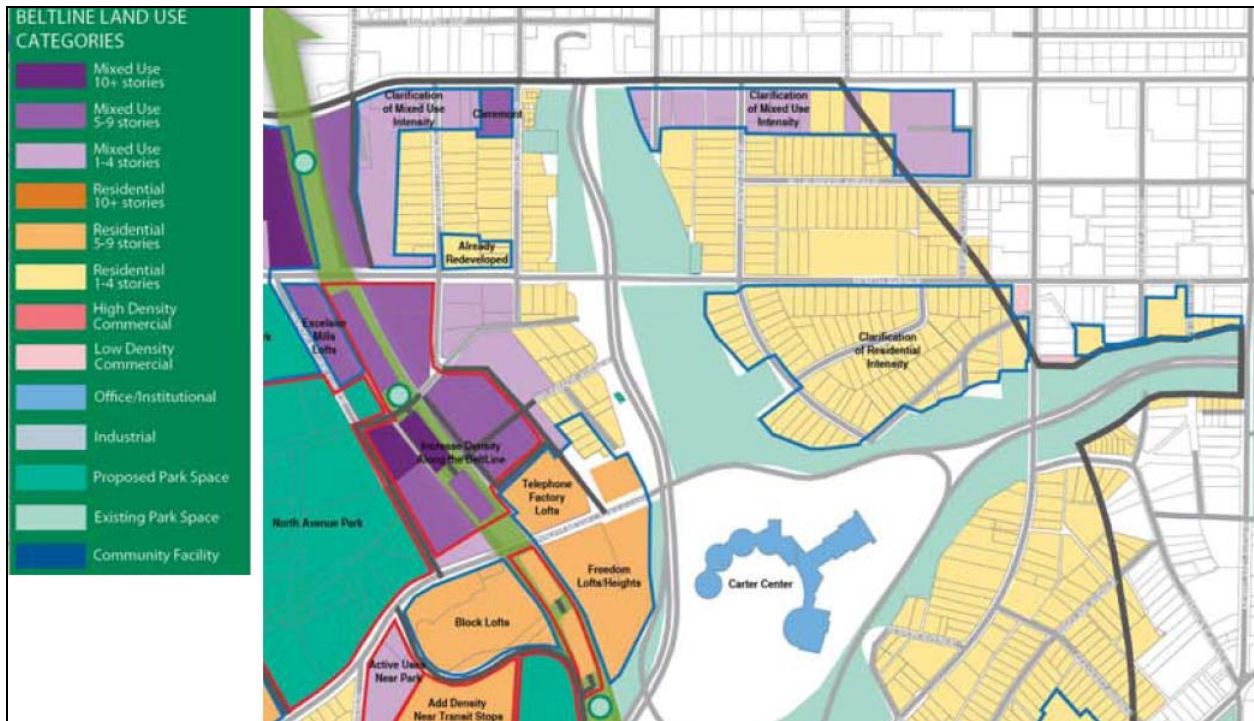 BELTLINE LAND USE
CATEGORIES
Mixed Use
10+ stories
Mixed Use
5-9 stories
Mixed Use
1-4 stories
Residential
10+ stories
Residential
5-9 stories
Residential
1-4 stories
High Density
Commercial
Low Density
Commercial
Office/Institutional
Industrial
Proposed Park Space
Existing Park Space
Community Facility
Clarification
of Mixed Use
Intensity
Claremont
Clarification
of Mixed Use
Intensity
Already
Redeveloped
Excelsior
Mills
Lofts
Clarification
of Residential
Intensity
Increase Density
Along the BeltLine
Telephone
Factory
Lofts
North Avenue Park
Freedom
Lofts/Heights
Carter Center
Block Lofts
Active Uses
Near Park
Add Density
Near Transit Stops